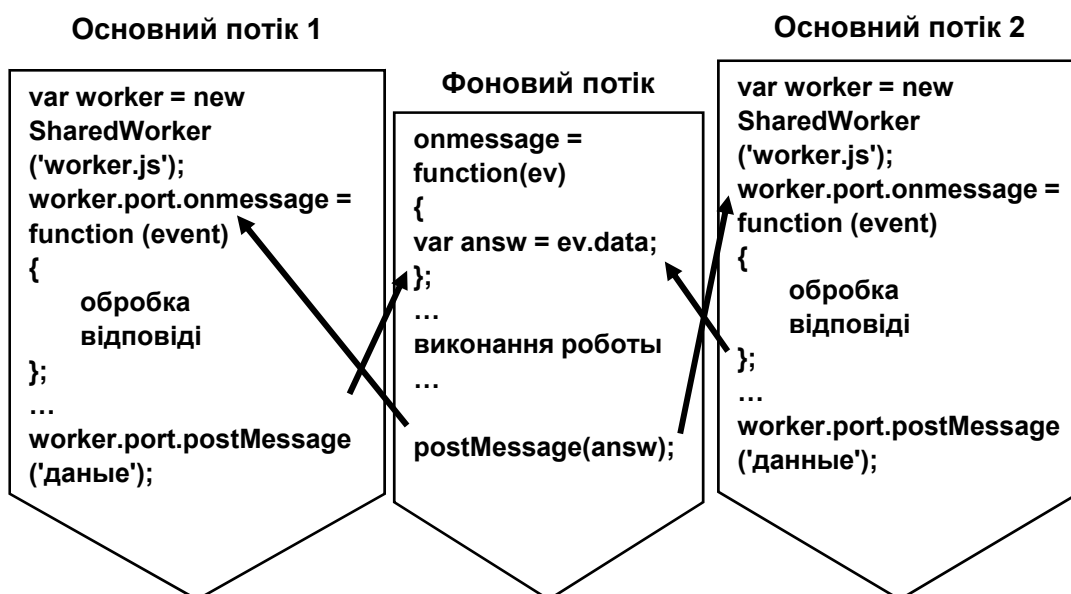 Основний потік 1
var worker = new
SharedWorker
('worker.js');
worker.port.onmessage =
function (event)
{
обробка
відповіді
};
…
worker.port.postMessage
('даные');
Фоновий потік
onmessage =
function(ev)
{
var answ = ev.data;
};
…
виконання роботы
…
postMessage(answ);
Основний потік 2
var worker = new
SharedWorker
('worker.js');
worker.port.onmessage =
function (event)
{
обробка
відповіді
};
…
worker.port.postMessage
('данные');